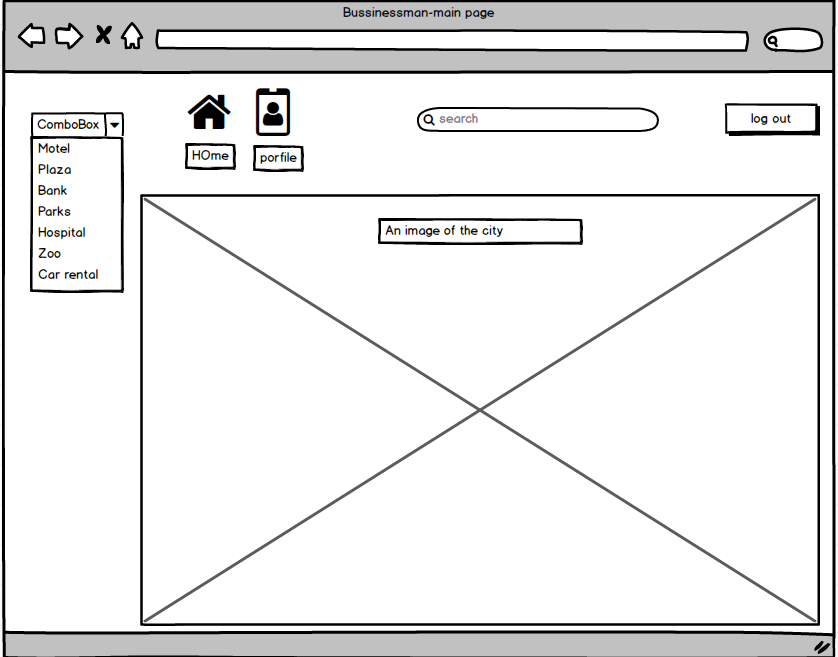 Bussinessman-main page
search
log out
ComboBox
HOme
porfile
Motel
Plaza
Bank
Parks
Hospital
Zoo
Car rental
An image of the city